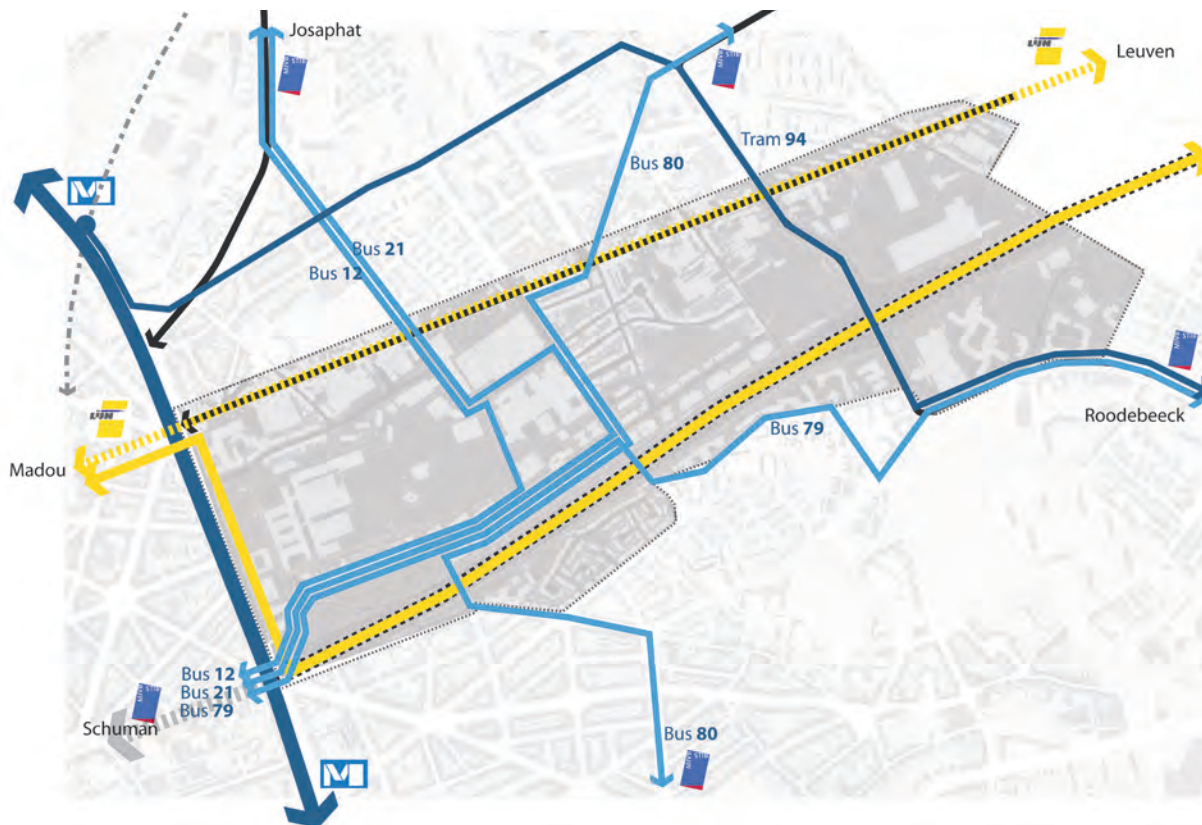 Josaphat
Leuven
Tram 94
Bus 80
M
Bus 21
Bus 12
Roodebeeck
Bus 79
Madou
Bus 12
Bus 21
Bus 79
Schuman
Bus 80
M